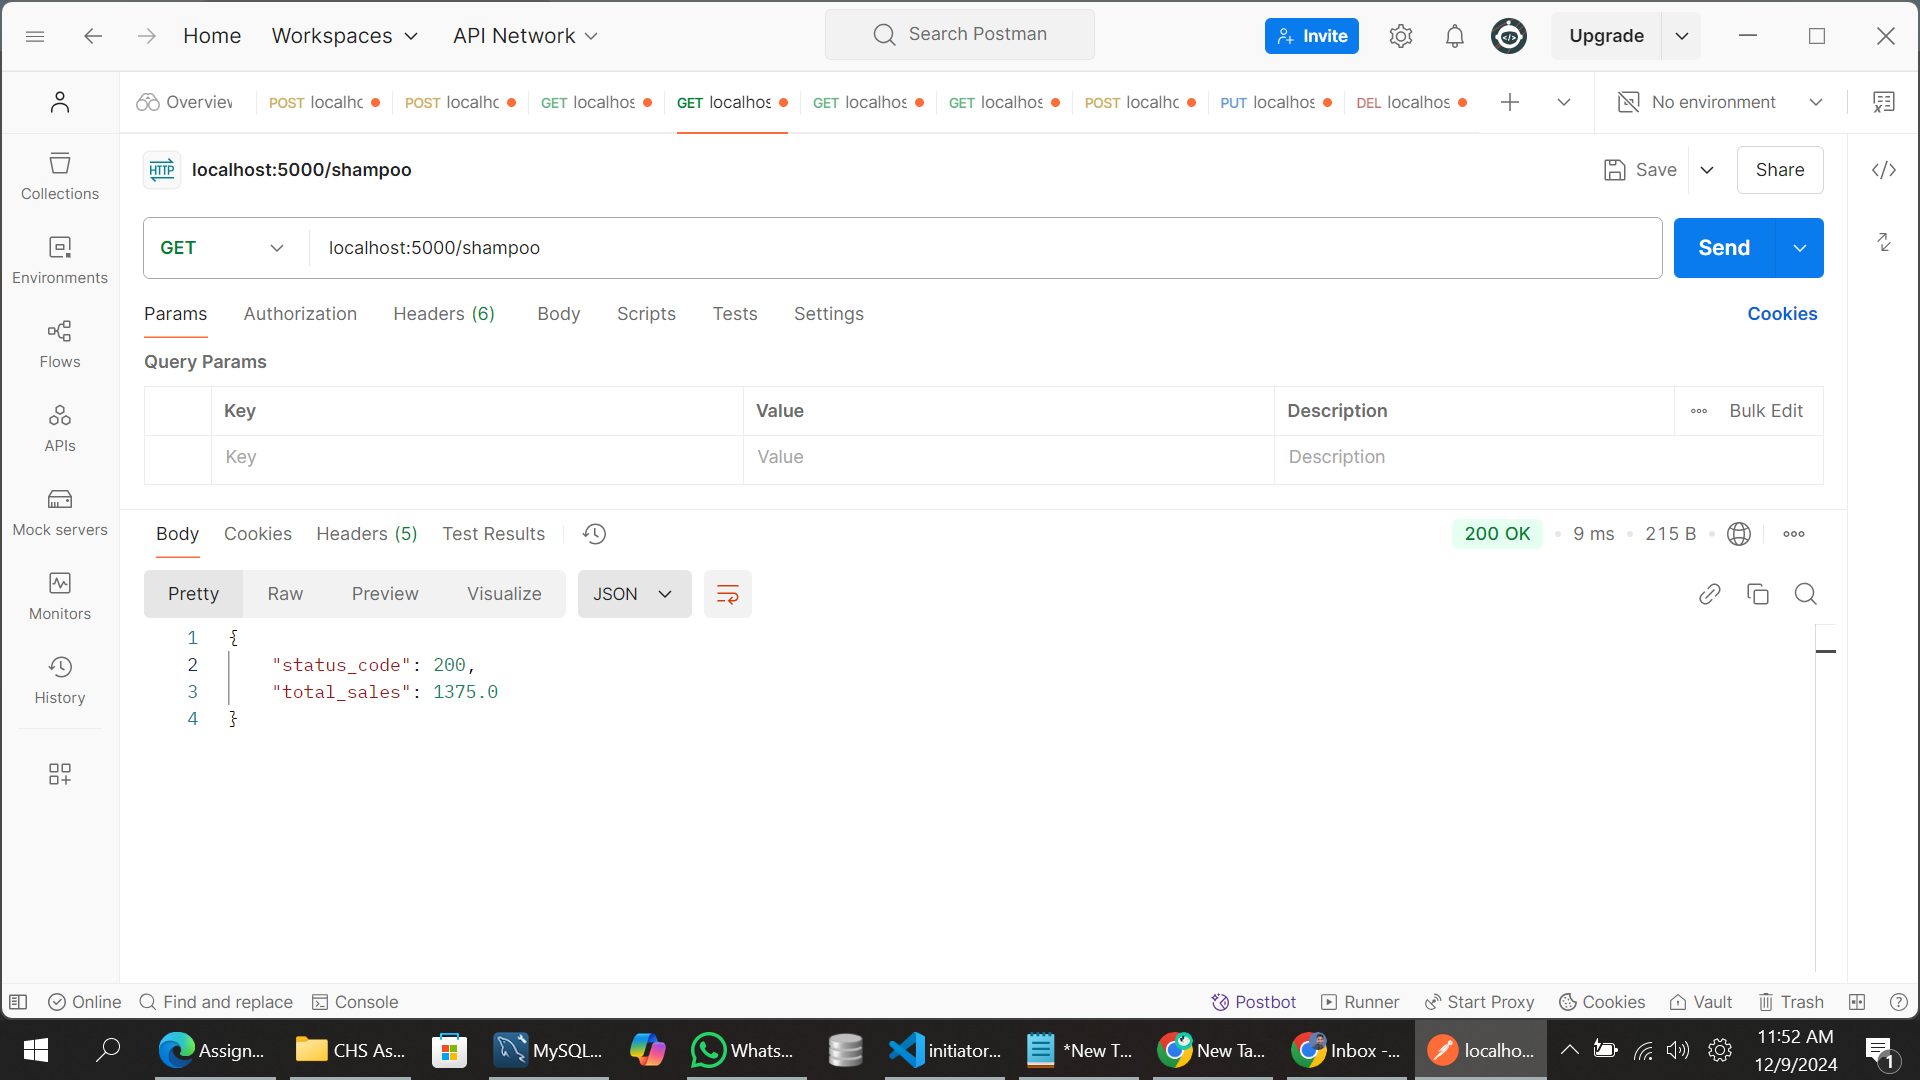 Home Workspaces API Network Search Postman Invite Upgrade
Overview POST localhc POST localhc GET localhos GET localhos GET localhos GET localhos POST localhc PUT localhos DEL localhos No environment
HTTP localhost:5000/shampoo Save Share
GET localhost:5000/shampoo Send
Params Authorization Headers (6) Body Scripts Tests Settings Cookies
Query Params
Key Value Description Bulk Edit
Key Value Description
Collections
Environments
Flows
APIs
Mock servers
Monitors
History
Body Cookies Headers (5) Test Results 200 OK 9 ms 215 B
Pretty Raw Preview Visualize JSON
1 {
2 "status_code": 200,
3 "total_sales": 1375.0
4 }
Online Find and replace Console Postbot Runner Start Proxy Cookies Vault Trash
Assign... CHS As... MySQL... Whats... initiator... *New T... New Ta... Inbox -... localho... 11:52 AM
12/9/2024 1